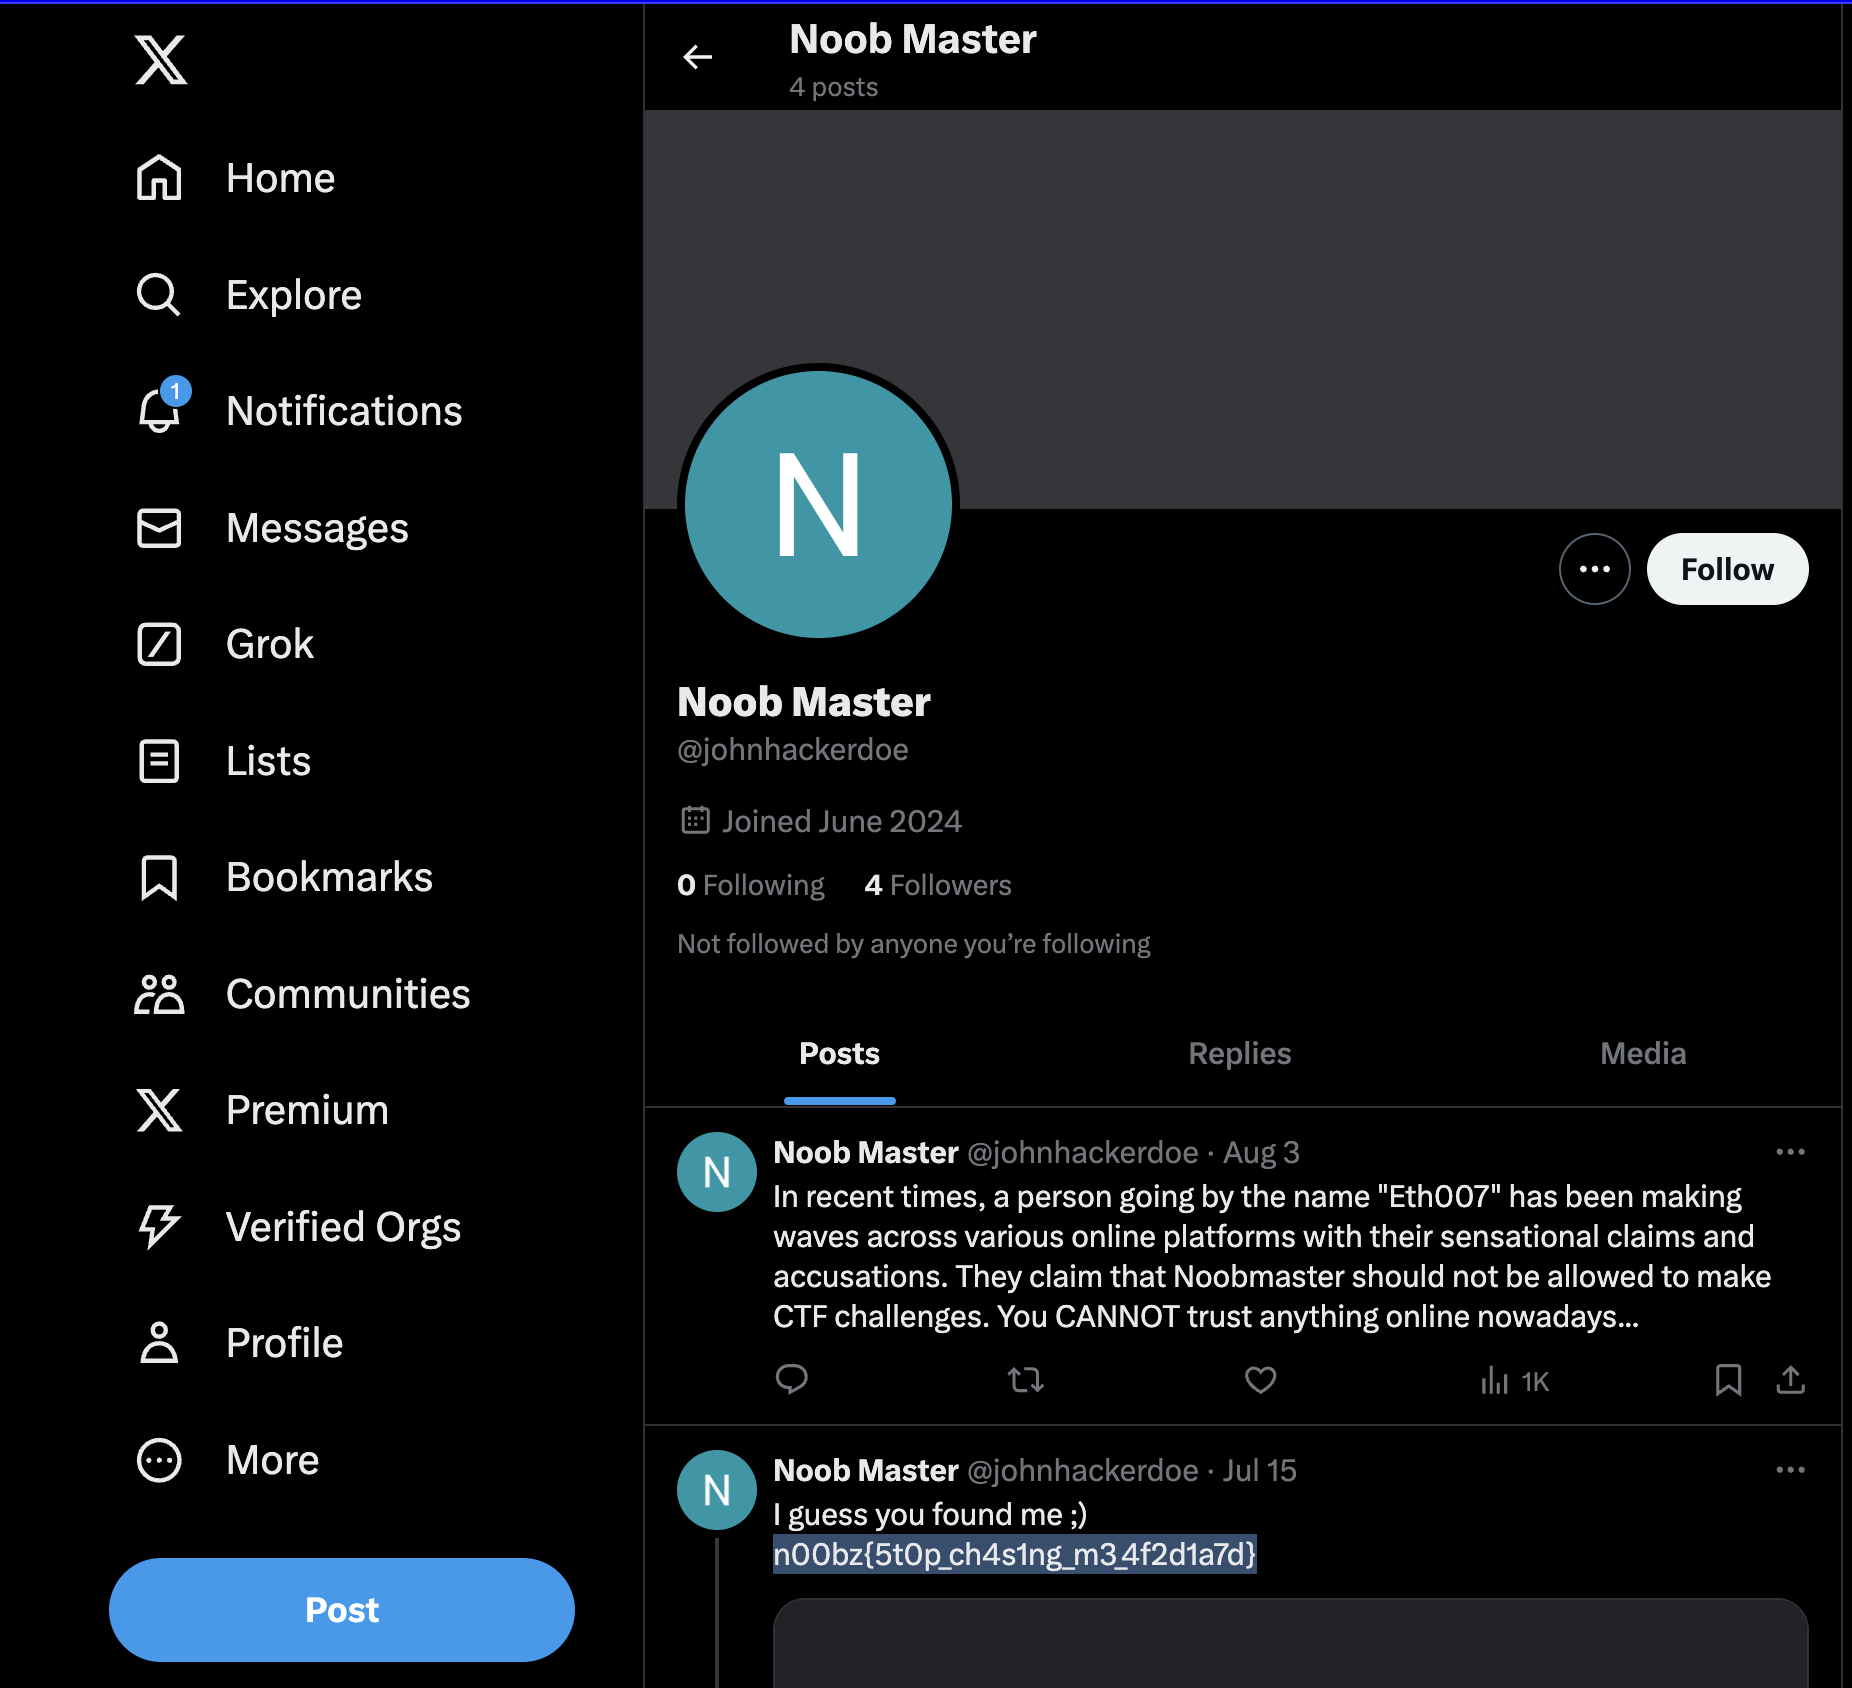 Home
Explore
1
Notifications
Messages
Grok
Lists
Bookmarks
Communities
Premium
Verified Orgs
Profile
More
Post
Noob Master
4 posts
N
Follow
Noob Master
@johnhackerdoe
Joined June 2024
0 Following 4 Followers
Not followed by anyone you’re following
Posts Replies Media
N
Noob Master @johnhackerdoe · Aug 3
In recent times, a person going by the name "Eth007" has been making
waves across various online platforms with their sensational claims and
accusations. They claim that Noobmaster should not be allowed to make
CTF challenges. You CANNOT trust anything online nowadays...
1K
N
Noob Master @johnhackerdoe · Jul 15
I guess you found me ;)
n00bz{5t0p_ch4s1ng_m3_4f2d1a7d}